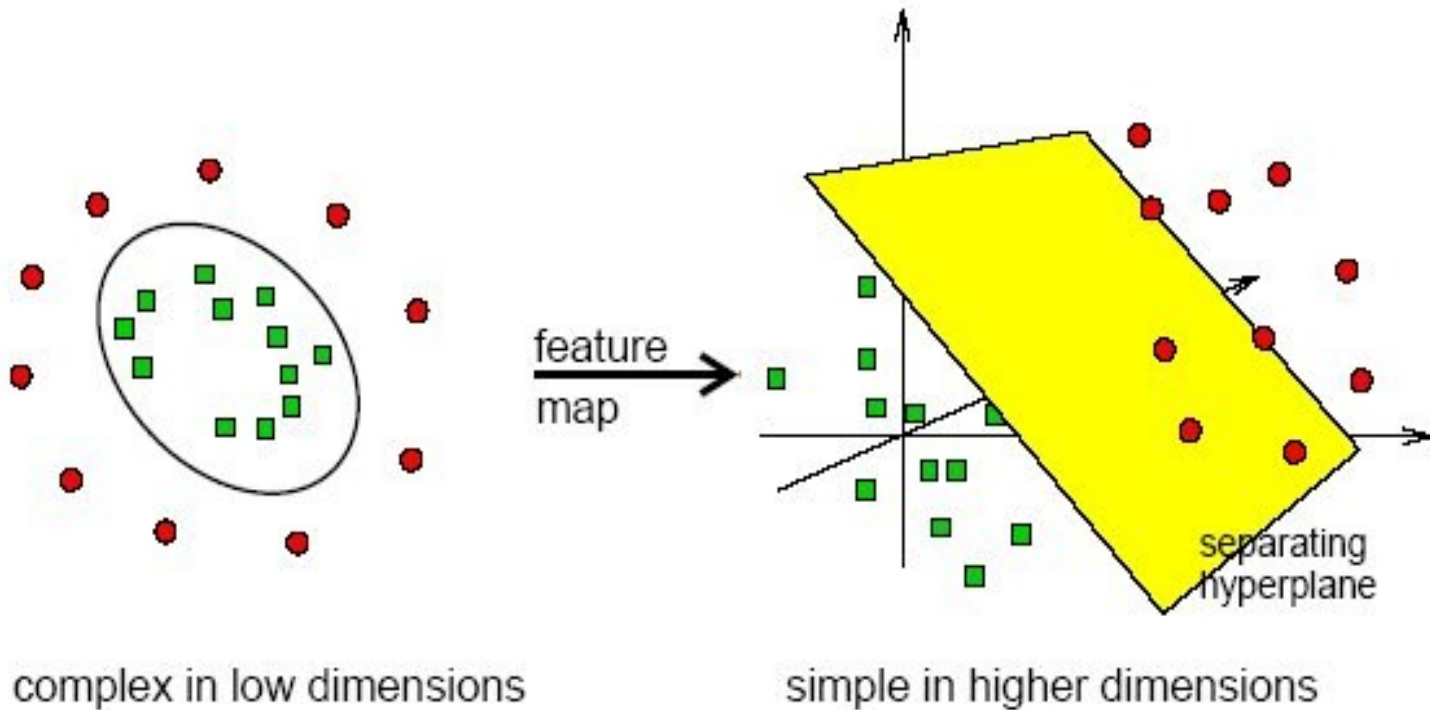 feature
map
separating
hyperplane
complex in low dimensions
simple in higher dimensions